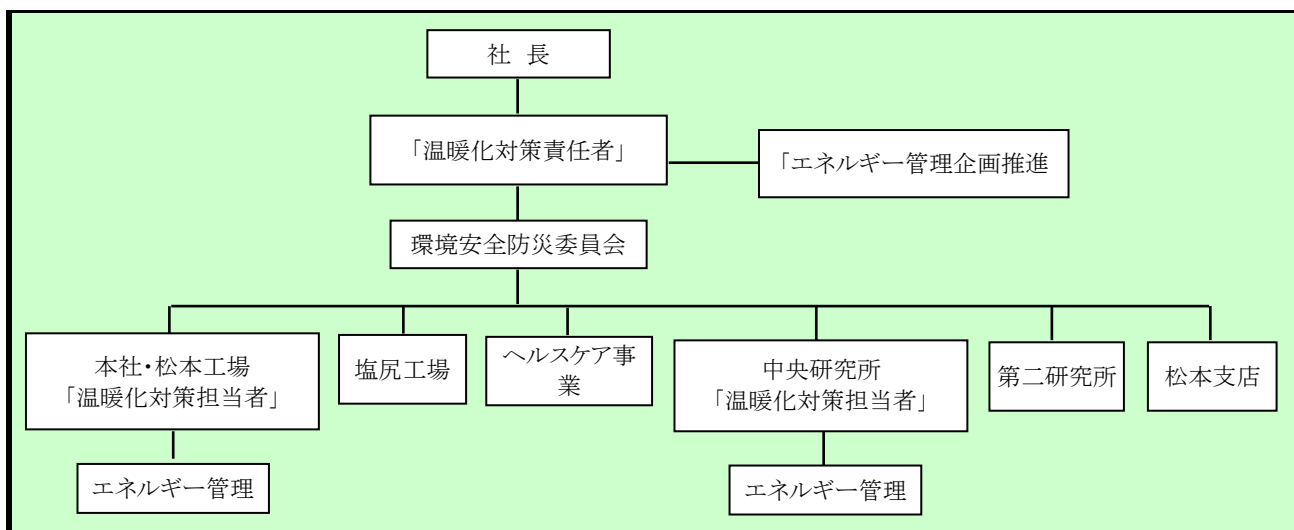 社 長
「温暖化対策責任者」
「エネルギー管理企画推進
環境安全防災委員会
本社・松本工場
「温暖化対策担当者」
塩尻工場
ヘルスケア事
業
中央研究所
「温暖化対策担当者」
第二研究所
松本支店
エネルギー管理
エネルギー管理